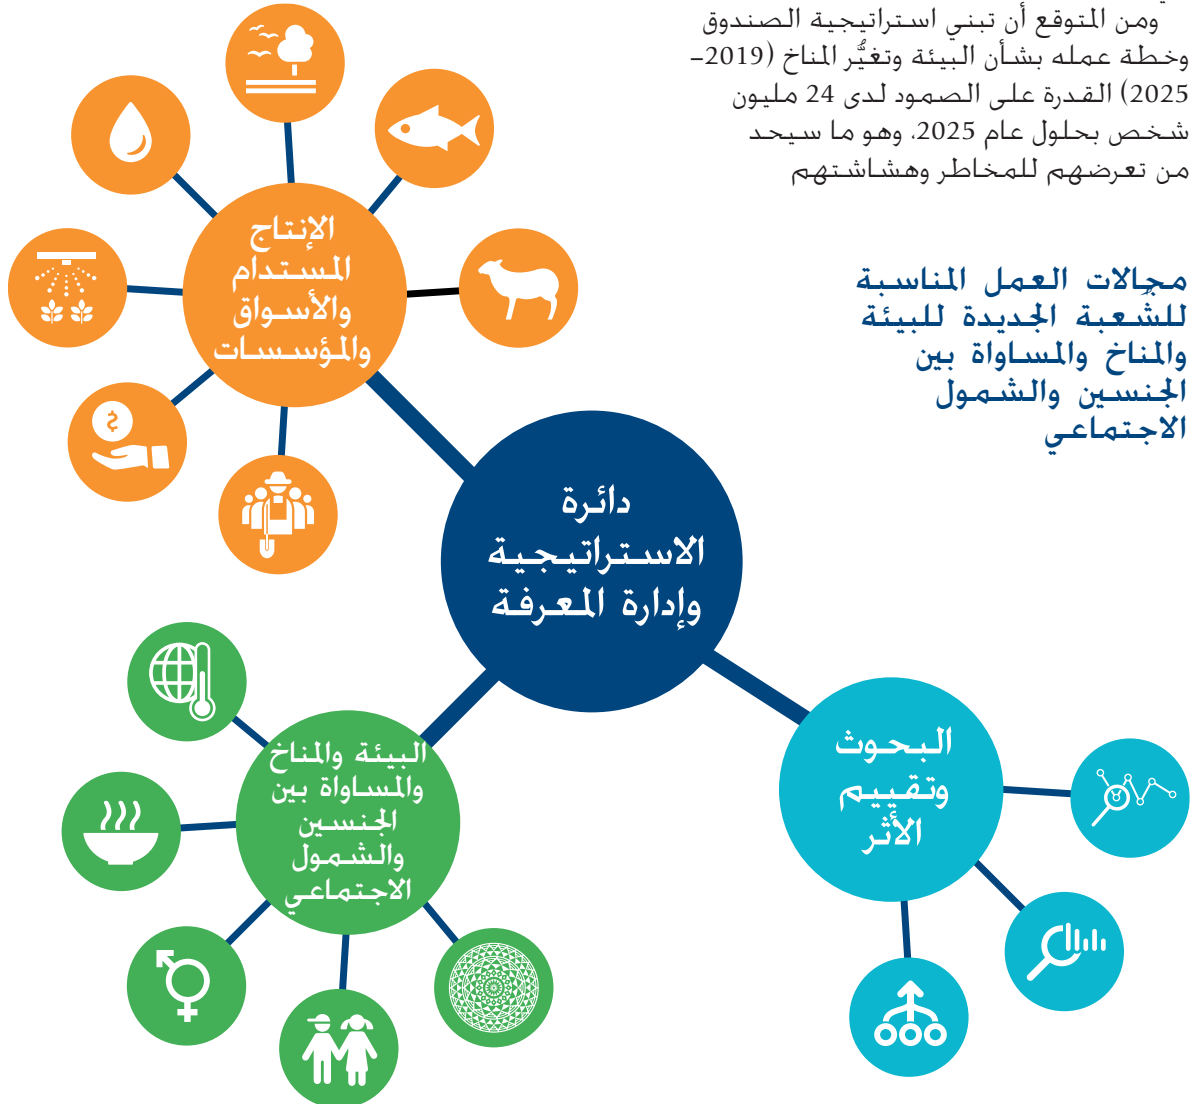 ومن المتوقع أن تبني استراتيجية الصندوق
وخطة عمله بشأن البيئة وتغيُّر المناخ (2019–
2025) القدرة على الصمود لدى 24 مليون
شخص بحلول عام 2025، وهو ما سيحد
من تعرضهم للمخاطر وهشاشتهم
مجالات العمل المناسبة
للشُعبة الجديدة للبيئة
والمناخ والمساواة بين
الجنسين والشمول
الاجتماعي
الإنتاج
المستدام
والأسواق
والمؤسسات
دائرة
الاستراتيجية
وإدارة المعرفة
البيئة والمناخ
والمساواة بين
الجنسين
والشمول
الاجتماعي
البحوث
وتقييم
الأثر